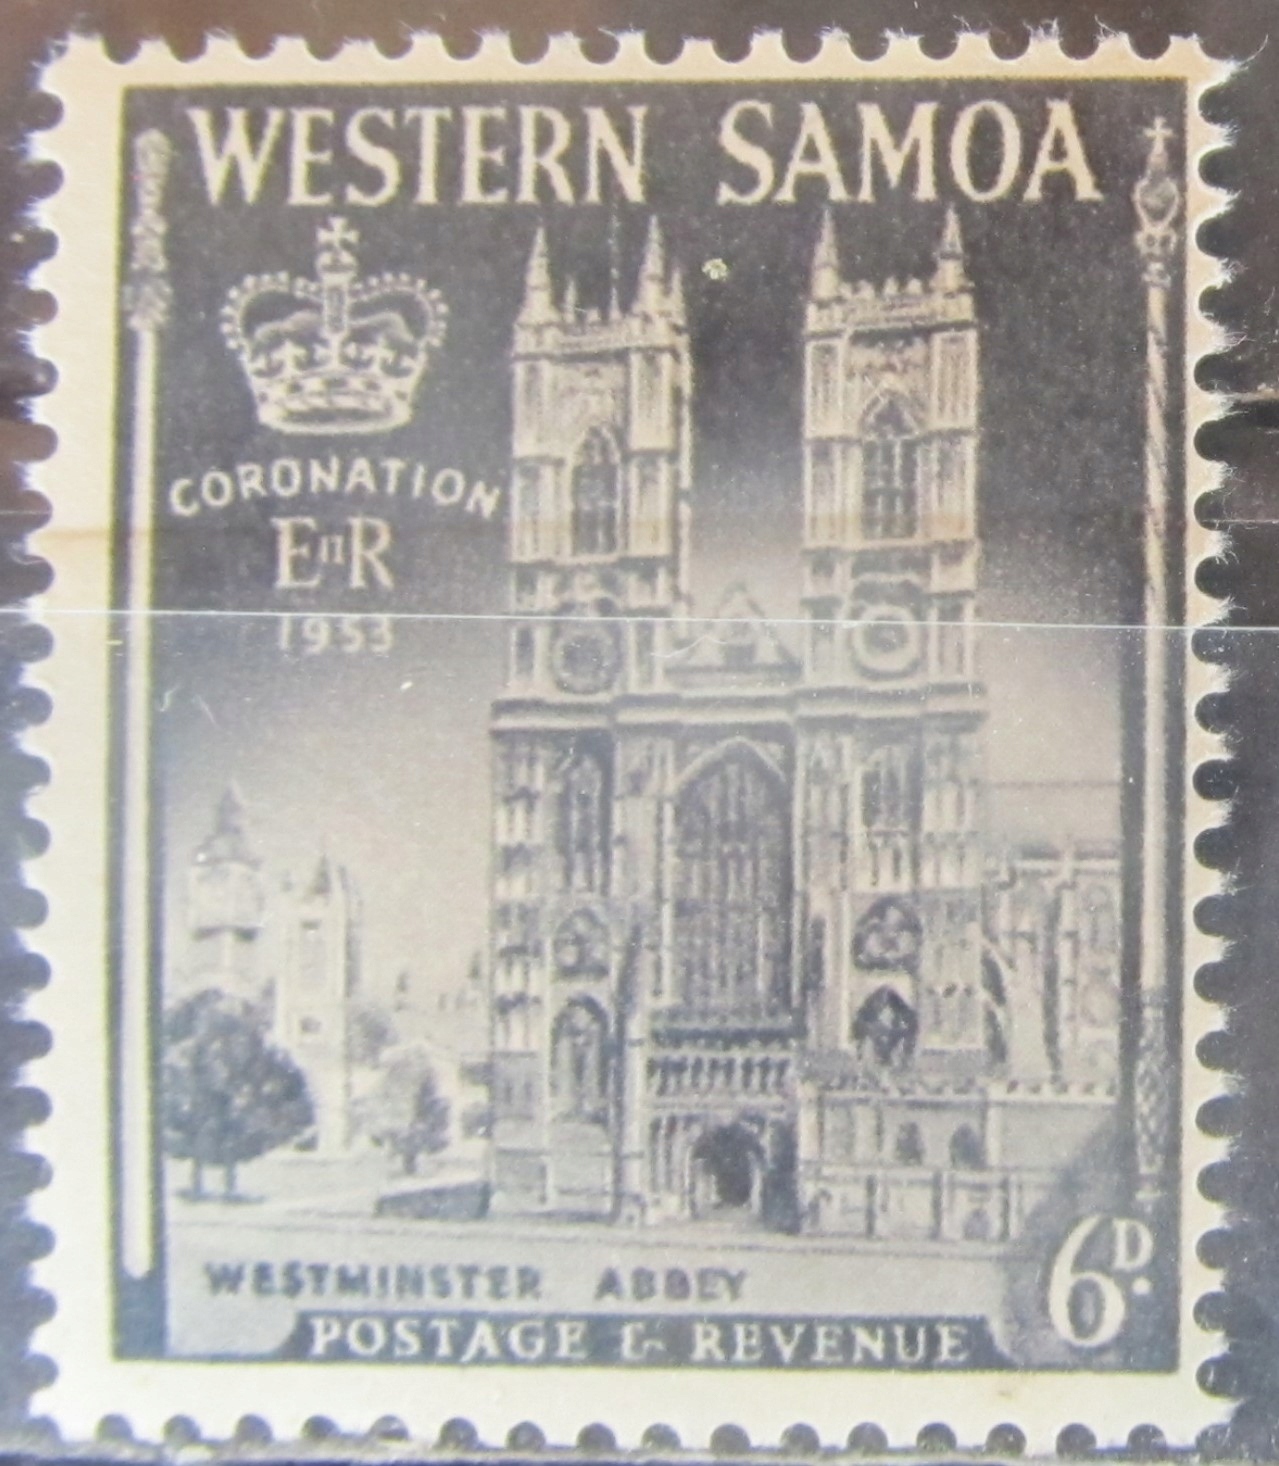 WESTERN SAMOA
CORONATION
EIIR
1953
WESTMINSTER ABBEY
6D.
POSTAGE & REVENUE